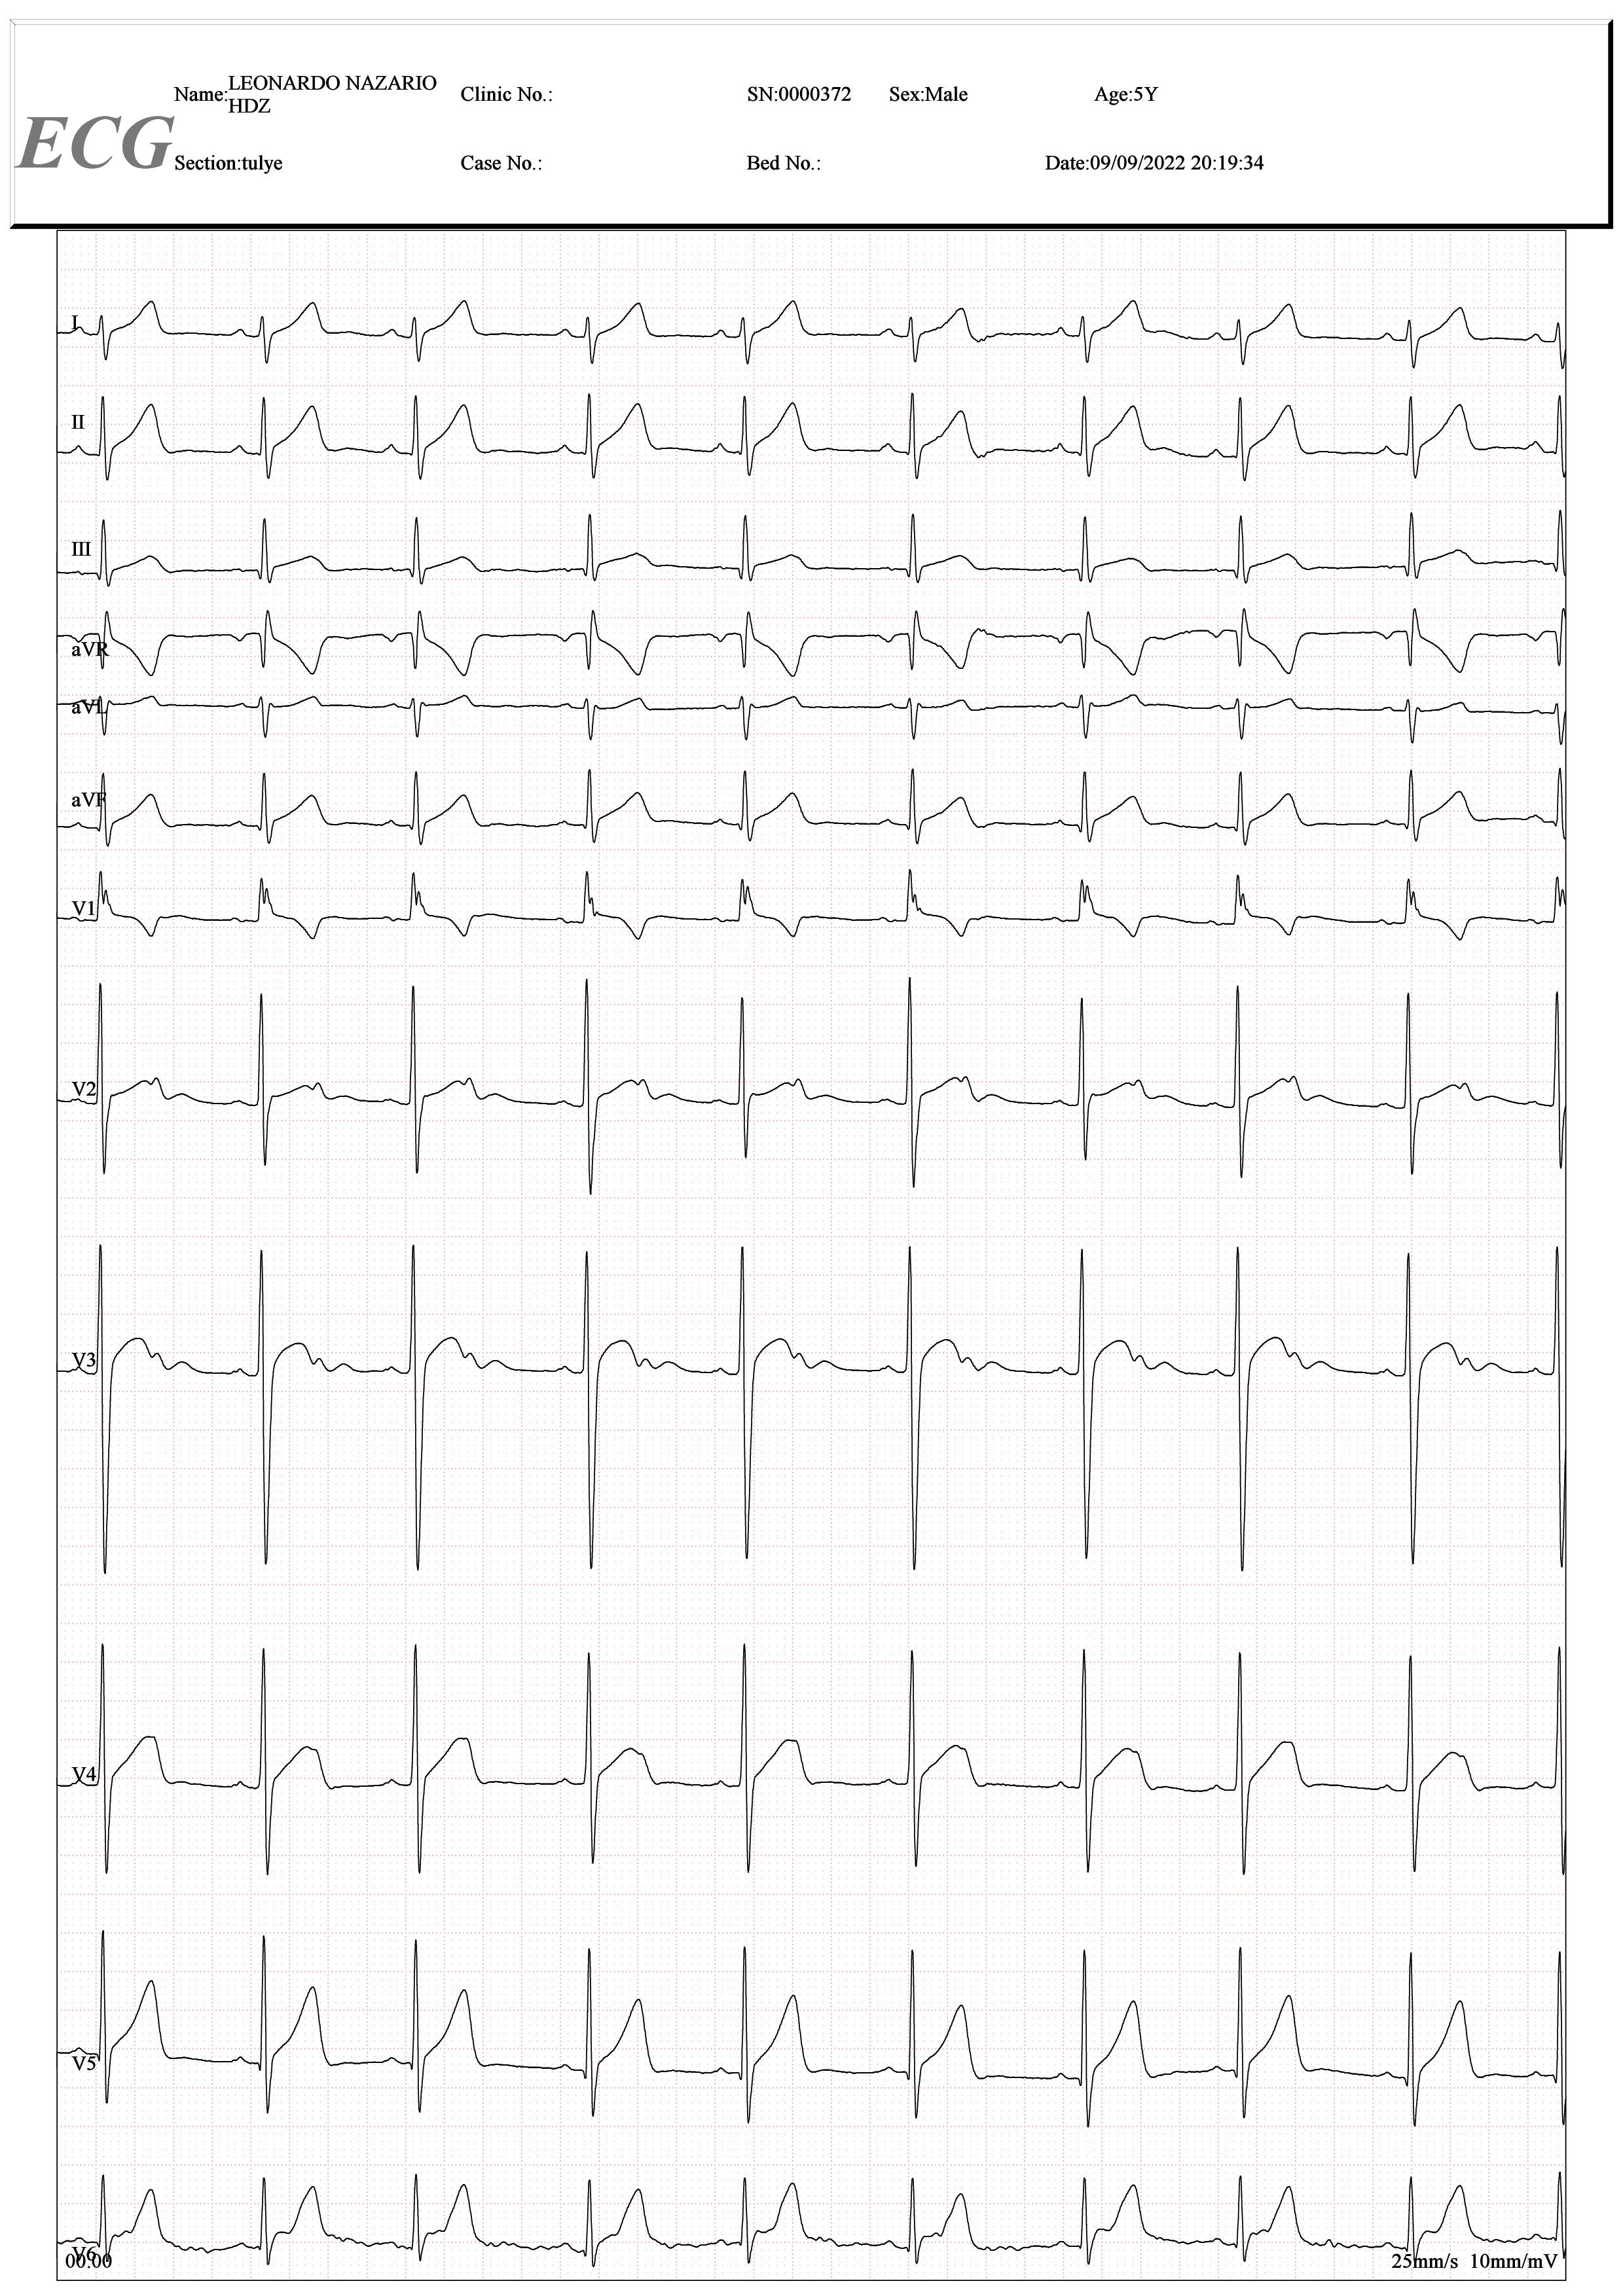 ECG
Name:LEONARDO NAZARIO HDZ Clinic No.: SN:0000372 Sex:Male Age:5Y
Section:tulye Case No.: Bed No.: Date:09/09/2022 20:19:34
I
II
III
aVR
aVL
aVF
V1
V2
V3
V4
V5
V6
00:00 25mm/s 10mm/mV